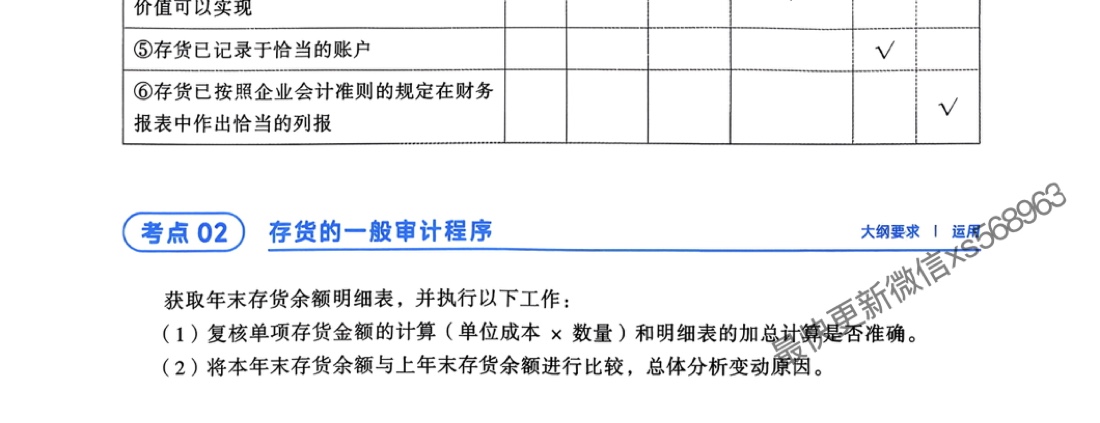 价值可以实现
⑤存货已记录于恰当的账户 √
⑥存货已按照企业会计准则的规定在财务
报表中作出恰当的列报 √
考点 02 存货的一般审计程序 大纲要求 | 运用
获取年末存货余额明细表，并执行以下工作：
（1）复核单项存货金额的计算（单位成本 × 数量）和明细表的加总计算是否准确。
（2）将本年末存货余额与上年末存货余额进行比较，总体分析变动原因。
最快更新微信xs568963